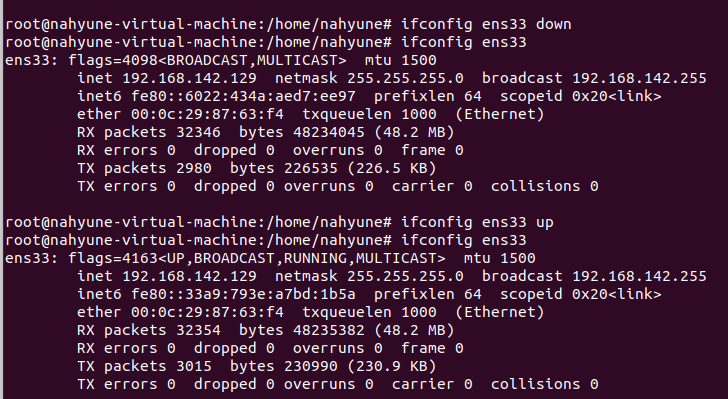 root@nahyune-virtual-machine:/home/nahyune# ifconfig ens33 down
root@nahyune-virtual-machine:/home/nahyune# ifconfig ens33
ens33: flags=4098<BROADCAST,MULTICAST>  mtu 1500
        inet 192.168.142.129  netmask 255.255.255.0  broadcast 192.168.142.255
        inet6 fe80::6022:434a:aed7:ee97  prefixlen 64  scopeid 0x20<link>
        ether 00:0c:29:87:63:f4  txqueuelen 1000  (Ethernet)
        RX packets 32346  bytes 48234045 (48.2 MB)
        RX errors 0  dropped 0  overruns 0  frame 0
        TX packets 2980  bytes 226535 (226.5 KB)
        TX errors 0  dropped 0 overruns 0  carrier 0  collisions 0

root@nahyune-virtual-machine:/home/nahyune# ifconfig ens33 up
root@nahyune-virtual-machine:/home/nahyune# ifconfig ens33
ens33: flags=4163<UP,BROADCAST,RUNNING,MULTICAST>  mtu 1500
        inet 192.168.142.129  netmask 255.255.255.0  broadcast 192.168.142.255
        inet6 fe80::33a9:793e:a7bd:1b5a  prefixlen 64  scopeid 0x20<link>
        ether 00:0c:29:87:63:f4  txqueuelen 1000  (Ethernet)
        RX packets 32354  bytes 48235382 (48.2 MB)
        RX errors 0  dropped 0  overruns 0  frame 0
        TX packets 3015  bytes 230990 (230.9 KB)
        TX errors 0  dropped 0 overruns 0  carrier 0  collisions 0